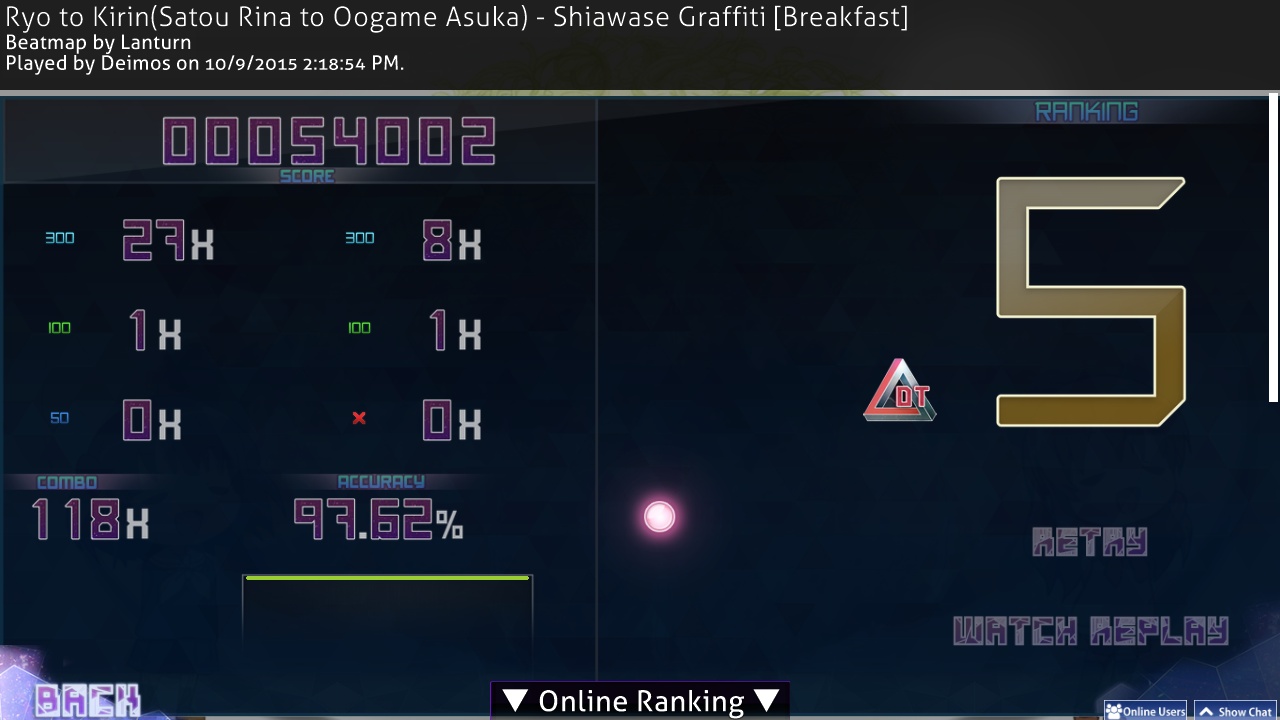 Ryo to Kirin(Satou Rina to Oogame Asuka) - Shiawase Graffiti [Breakfast]
Beatmap by Lanturn
Played by Deimos on 10/9/2015 2:18:54 PM.
RANKING
00054002
SCORE
300 27x 300 8x
100 1x 100 1x
DT
50 0x 0x
COMBO ACCURACY
118x 97.62%
RETRY
WATCH REPLAY
BACK
▼ Online Ranking ▼
Online Users Show Chat
S